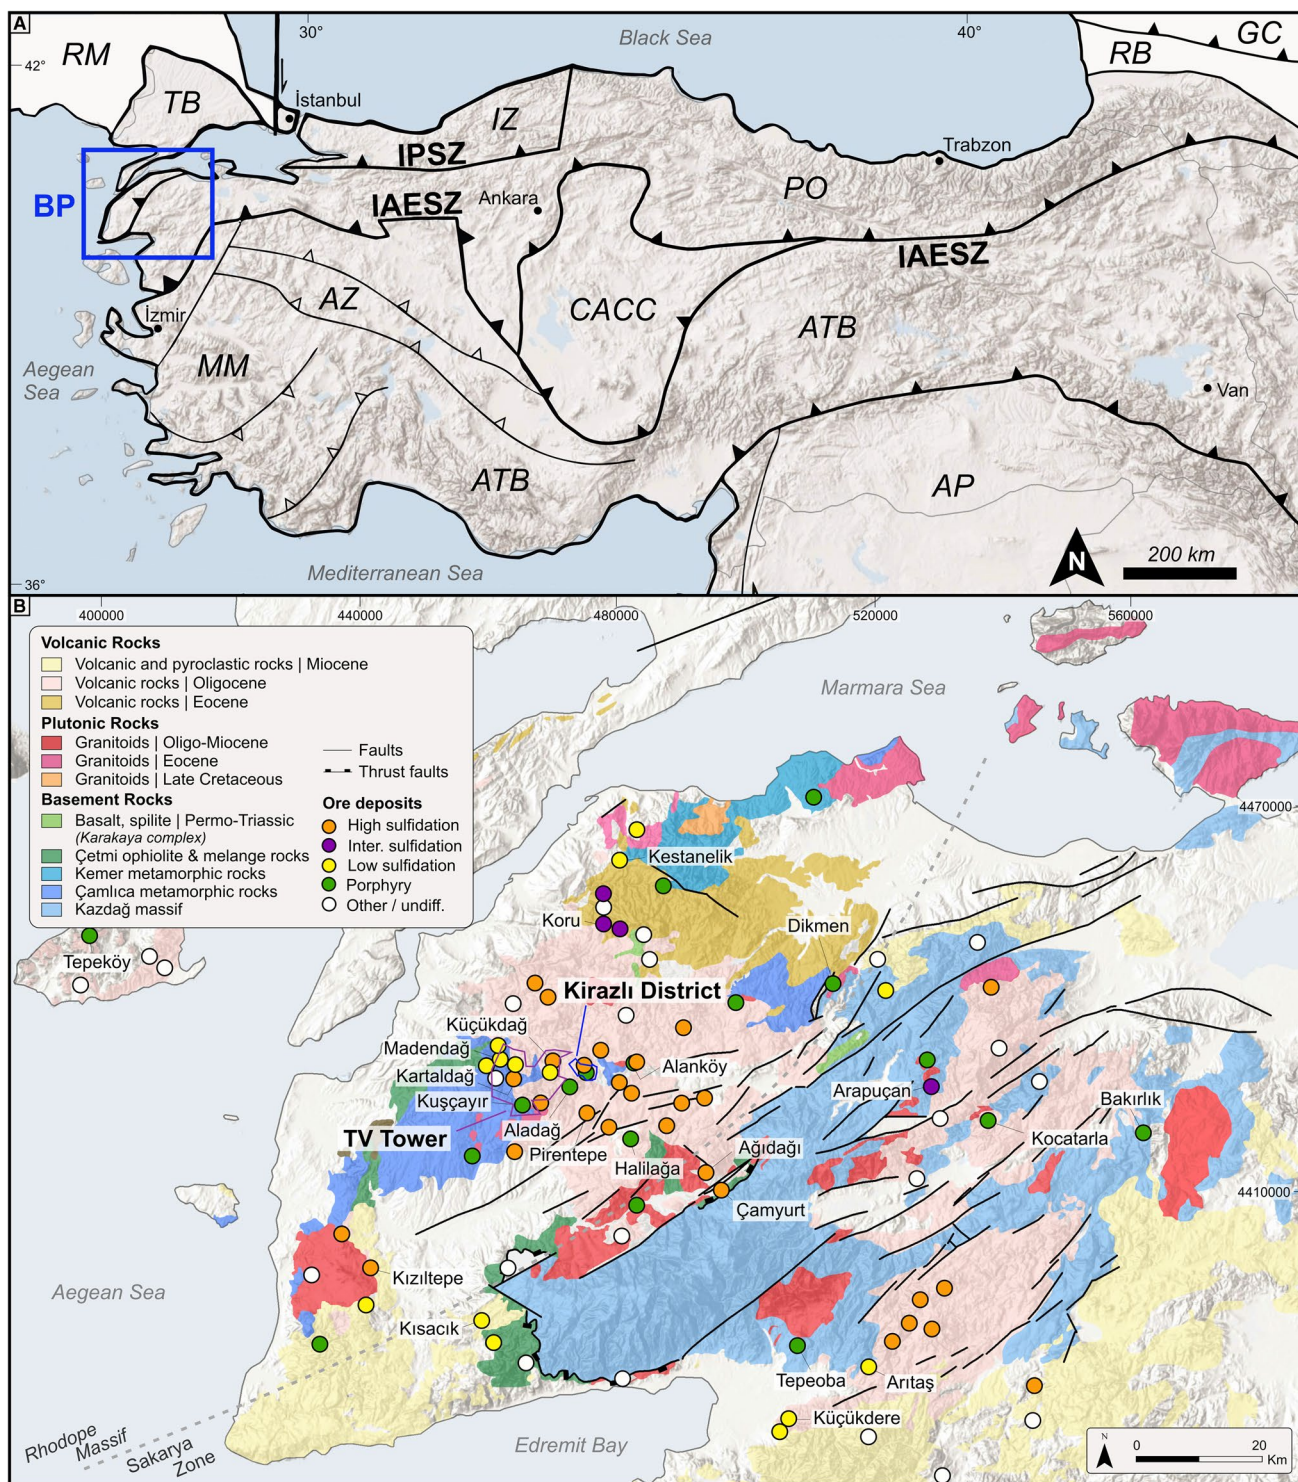 A
30°
40°
Black Sea
GC
RM
RB
42°
İstanbul
TB
IZ
Trabzon
IPSZ
PO
BP
IAESZ
Ankara
IAESZ
AZ
CACC
İzmir
ATB
MM
Aegean
Sea
Van
ATB
AP
N
200 km
Mediterranean Sea
36°
B
400000
440000
480000
520000
560000
Volcanic Rocks
Volcanic and pyroclastic rocks | Miocene
Volcanic rocks | Oligocene
Volcanic rocks | Eocene
Plutonic Rocks
Granitoids | Oligo-Miocene
Granitoids | Eocene
Granitoids | Late Cretaceous
Basement Rocks
Basalt, spilite | Permo-Triassic
(Karakaya complex)
Çetmi ophiolite & melange rocks
Kemer metamorphic rocks
Çamlıca metamorphic rocks
Kazdağ massif
Faults
Thrust faults
Ore deposits
High sulfidation
Inter. sulfidation
Low sulfidation
Porphyry
Other / undiff.
Marmara Sea
4470000
Kestanelik
Koru
Dikmen
Tepeköy
Kirazlı District
Küçükdağ
Madendağ
Kartaldağ
Alanköy
Kuşçayır
Arapuçan
Bakırlık
TV Tower
Aladağ
Pirentepe
Kocatarla
Ağıdağı
Halilağa
4410000
Çamyurt
Kızıltepe
Aegean Sea
Kısacık
Tepeoba
Arıtaş
Küçükdere
Rhodope
Massif
Sakarya
Zone
Edremit Bay
N
0
20
Km